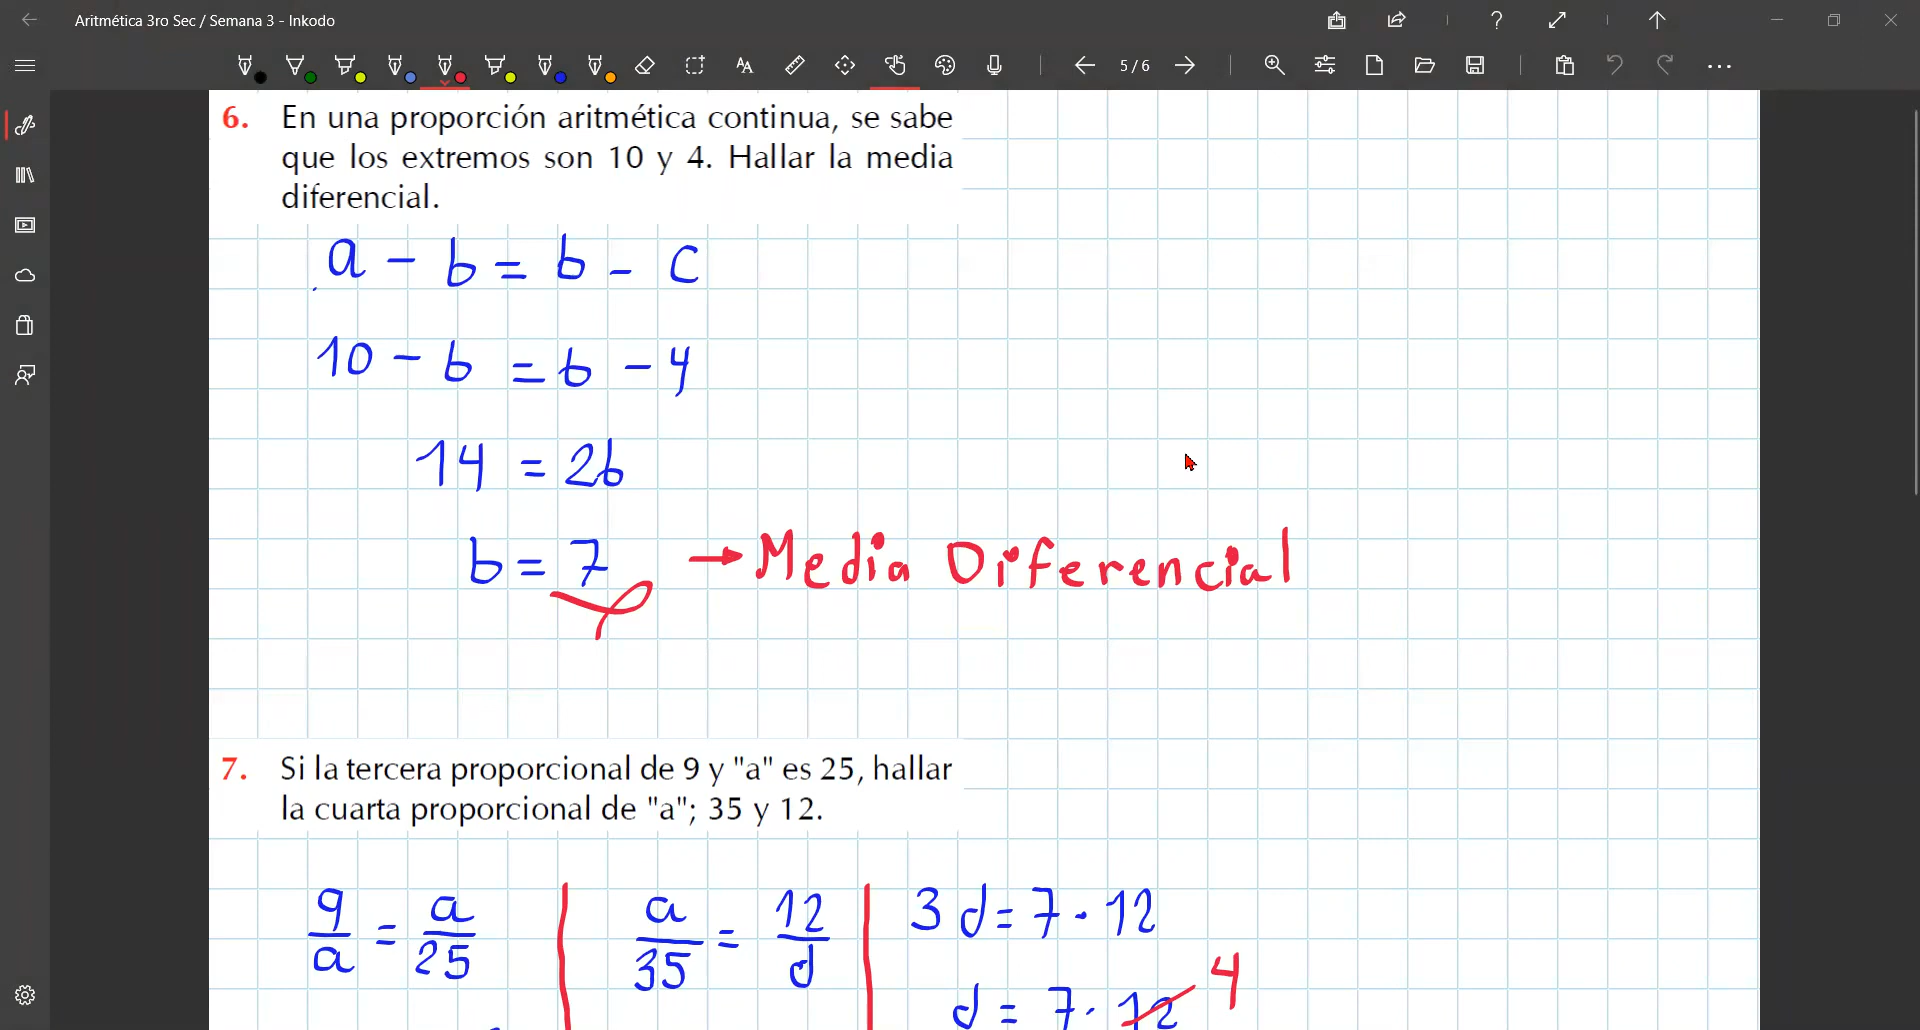 Aritmética 3ro Sec / Semana 3 - Inkodo
5 / 6
6. En una proporción aritmética continua, se sabe
que los extremos son 10 y 4. Hallar la media
diferencial.
a - b = b - c
10 - b = b - 4
14 = 2b
b = 7 → Media Diferencial
7. Si la tercera proporcional de 9 y "a" es 25, hallar
la cuarta proporcional de "a"; 35 y 12.
9/a = a/25
a/35 = 12/d
3 d = 7 · 12
4
d = 7 · 12